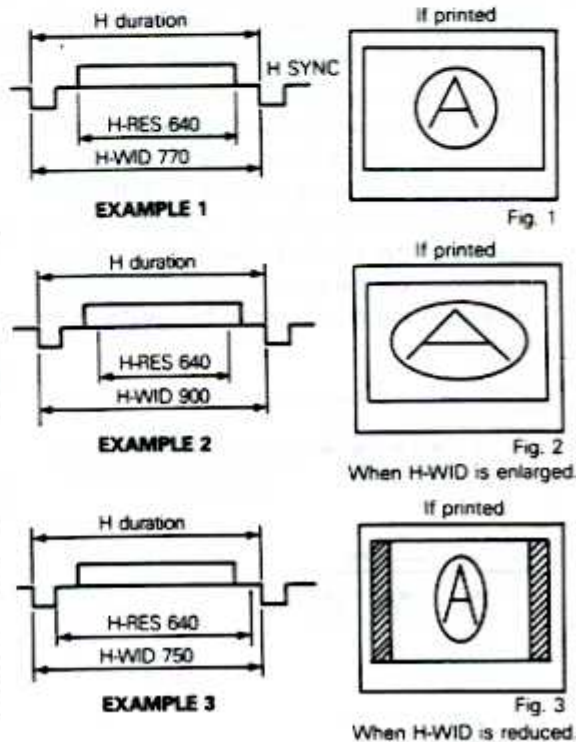 H duration
H SYNC
H-RES 640
H-WID 770
EXAMPLE 1
If printed
A
Fig. 1
H duration
H-RES 640
H-WID 900
EXAMPLE 2
If printed
A
Fig. 2
When H-WID is enlarged.
H duration
H-RES 640
H-WID 750
EXAMPLE 3
If printed
A
Fig. 3
When H-WID is reduced.